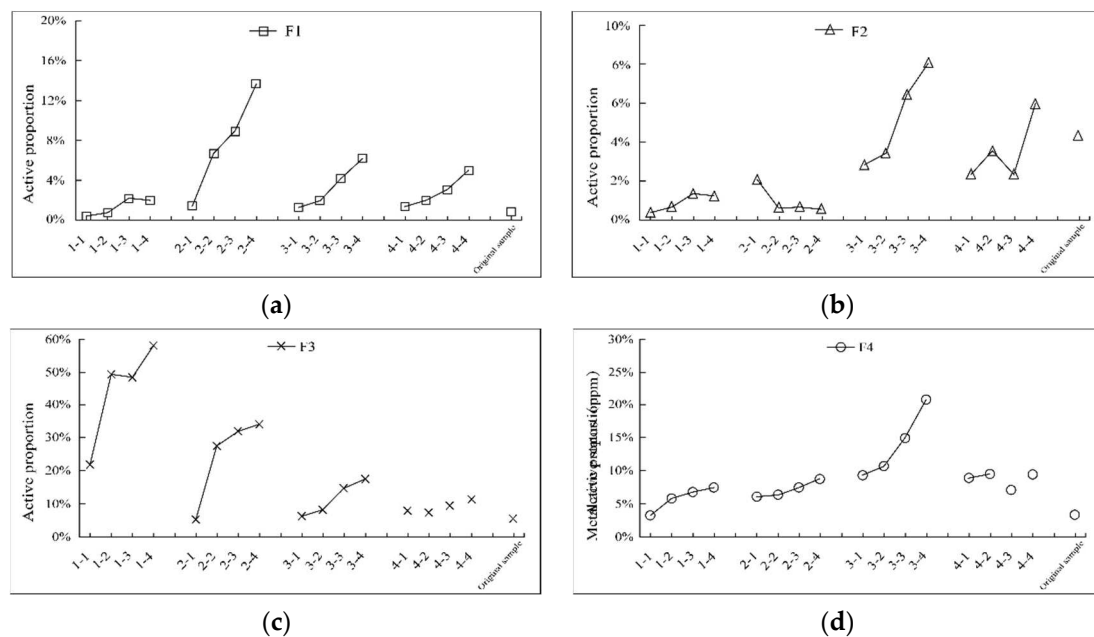 20%
16%
12%
8%
4%
0%
Active proportion
F1
1-1 1-2 1-3 1-4 2-1 2-2 2-3 2-4 3-1 3-2 3-3 3-4 4-1 4-2 4-3 4-4 Original sample
(a)
10%
6%
6%
4%
2%
0%
Active proportion
F2
1-1 1-2 1-3 1-4 2-1 2-2 2-3 2-4 3-1 3-2 3-3 3-4 4-1 4-2 4-3 4-4 Original sample
(b)
60%
50%
40%
30%
20%
10%
0%
Active proportion
F3
1-1 1-2 1-3 1-4 2-1 2-2 2-3 2-4 3-1 3-2 3-3 3-4 4-1 4-2 4-3 4-4 Original sample
(c)
30%
25%
20%
15%
10%
5%
0%
F4
1-1 1-2 1-3 1-4 2-1 2-2 2-3 2-4 3-1 3-2 3-3 3-4 4-1 4-2 4-3 4-4 Original sample
(d)